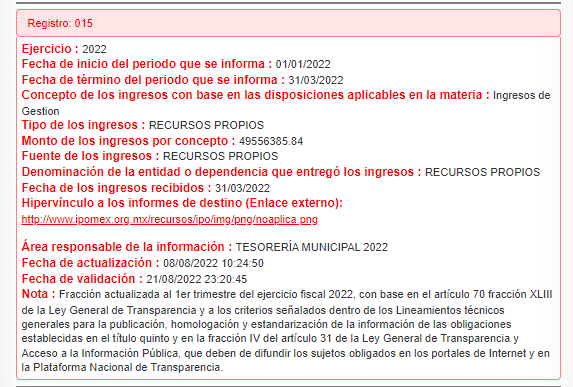 Registro: 015
Ejercicio : 2022
Fecha de inicio del periodo que se informa : 01/01/2022
Fecha de término del periodo que se informa : 31/03/2022
Concepto de los ingresos con base en las disposiciones aplicables en la materia : Ingresos de
Gestion
Tipo de los ingresos : RECURSOS PROPIOS
Monto de los ingresos por concepto : 49556385.84
Fuente de los ingresos : RECURSOS PROPIOS
Denominación de la entidad o dependencia que entregó los ingresos : RECURSOS PROPIOS
Fecha de los ingresos recibidos : 31/03/2022
Hipervínculo a los informes de destino (Enlace externo):
http://www.ipomex.org.mx/recursos/ipo/img/png/noaplica.png
Área responsable de la información : TESORERÍA MUNICIPAL 2022
Fecha de actualización : 08/08/2022 10:24:50
Fecha de validación : 21/08/2022 23:20:45
Nota : Fracción actualizada al 1er trimestre del ejercicio fiscal 2022, con base en el artículo 70 fracción XLIII
de la Ley General de Transparencia y a los criterios señalados dentro de los Lineamientos técnicos
generales para la publicación, homologación y estandarización de la información de las obligaciones
establecidas en el título quinto y en la fracción IV del artículo 31 de la Ley General de Transparencia y
Acceso a la Información Pública, que deben de difundir los sujetos obligados en los portales de Internet y en
la Plataforma Nacional de Transparencia.